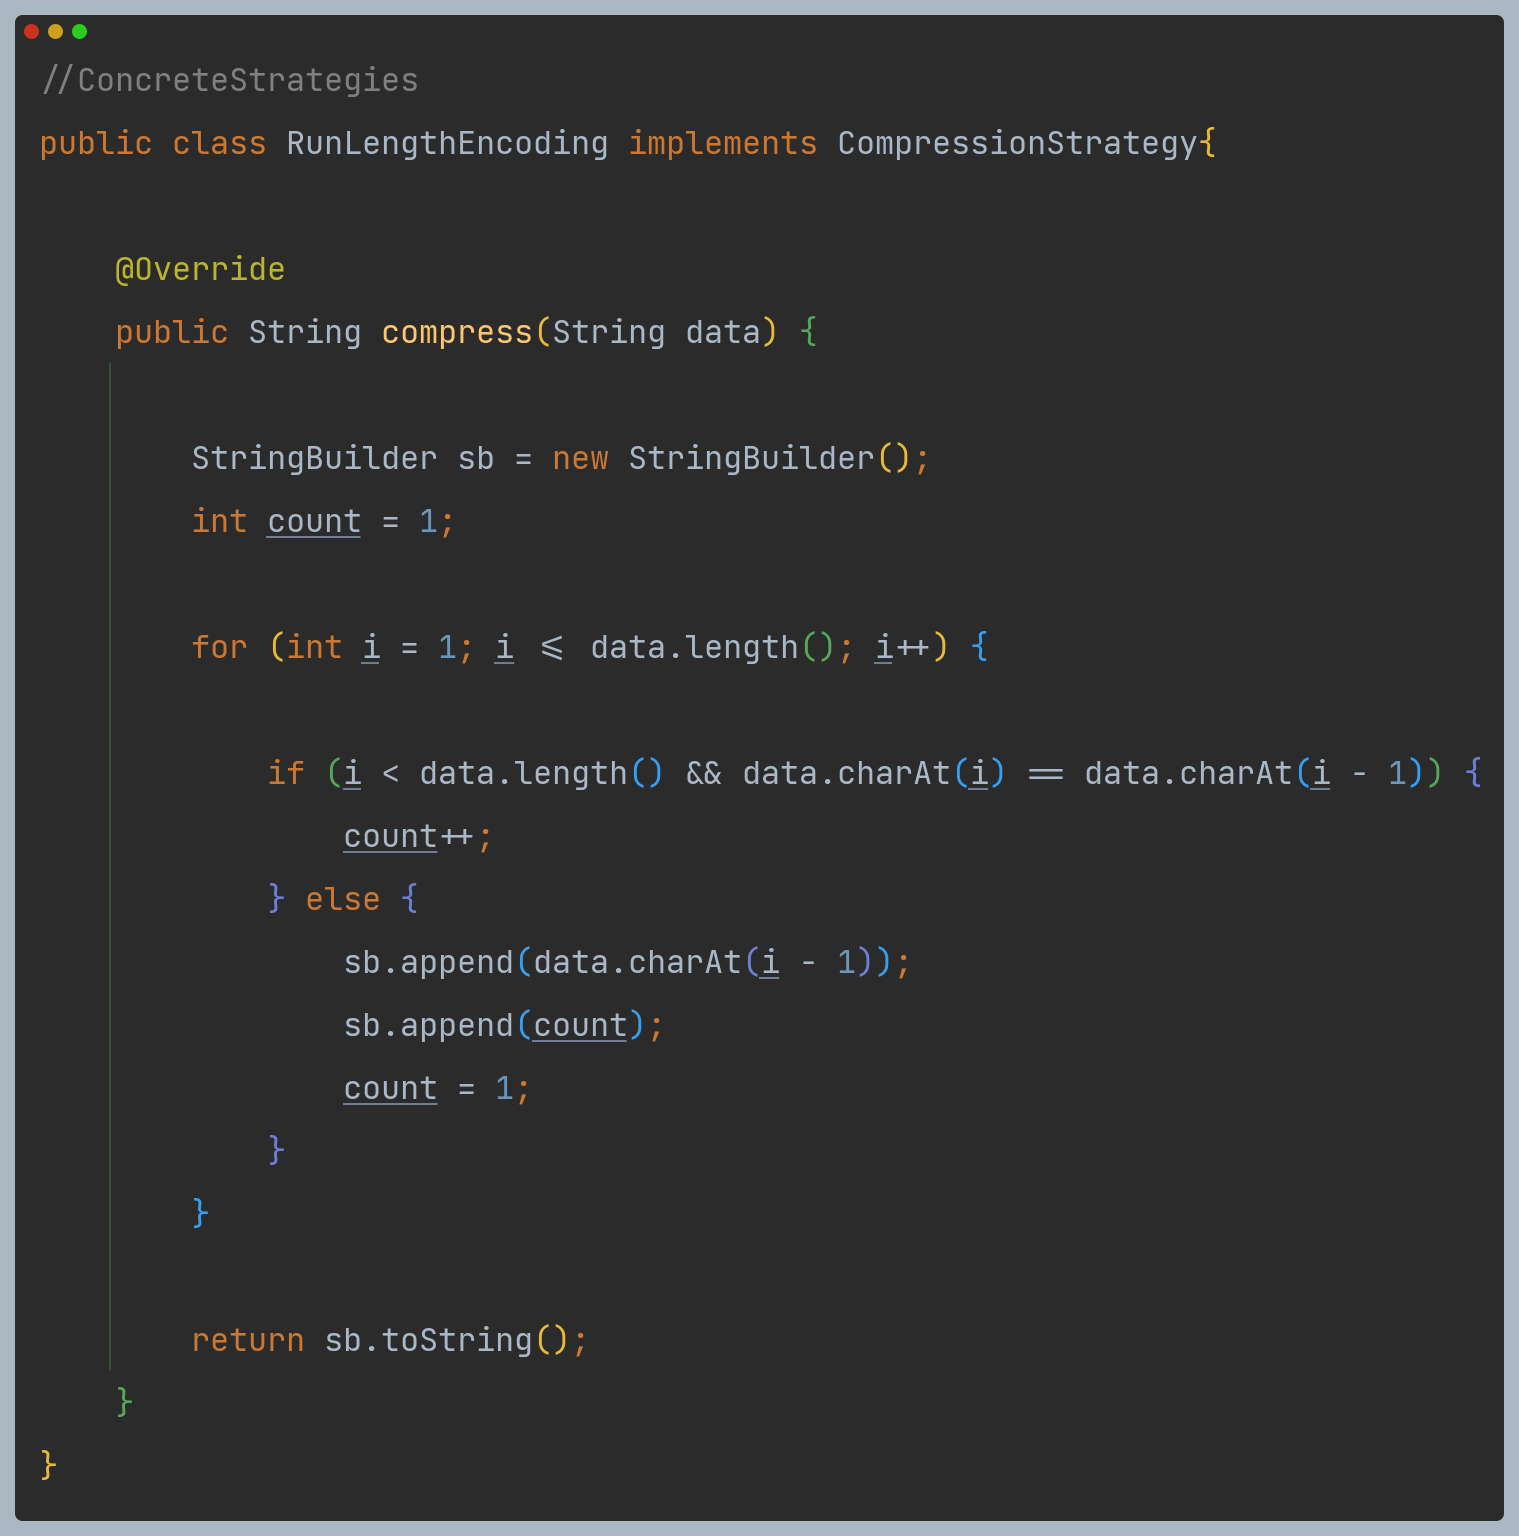 //ConcreteStrategies
public class RunLengthEncoding implements CompressionStrategy{
@Override
public String compress(String data) {
StringBuilder sb = new StringBuilder();
int count = 1;
for (int i = 1; i <= data.length(); i++) {
if (i < data.length() && data.charAt(i) == data.charAt(i - 1)) {
count++;
} else {
sb.append(data.charAt(i - 1));
sb.append(count);
count = 1;
}
}
return sb.toString();
}
}